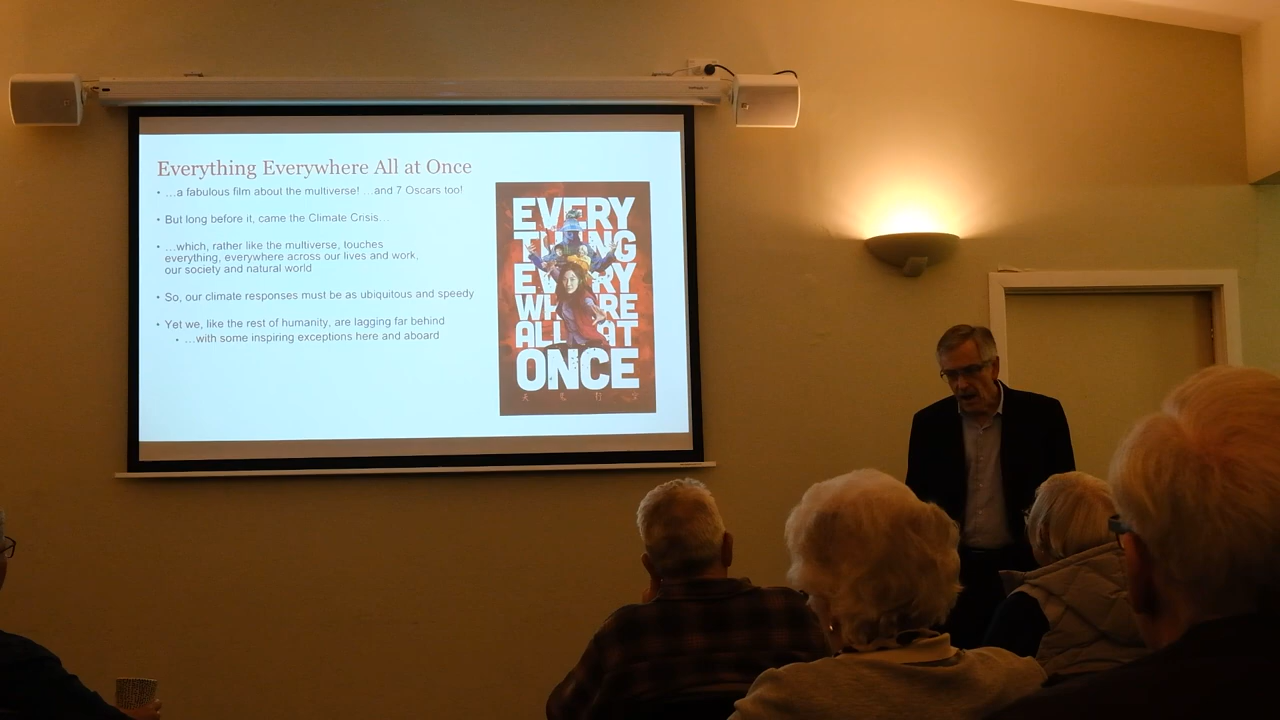 Everything Everywhere All at Once
• …a fabulous film about the multiverse! …and 7 Oscars too!
• But long before it, came the Climate Crisis…
• …which, rather like the multiverse, touches
everything, everywhere across our lives and work,
our society and natural world
• So, our climate responses must be as ubiquitous and speedy
• Yet we, like the rest of humanity, are lagging far behind
• …with some inspiring exceptions here and aboard
EVERY
THING
EVERY
WHERE
ALL AT
ONCE